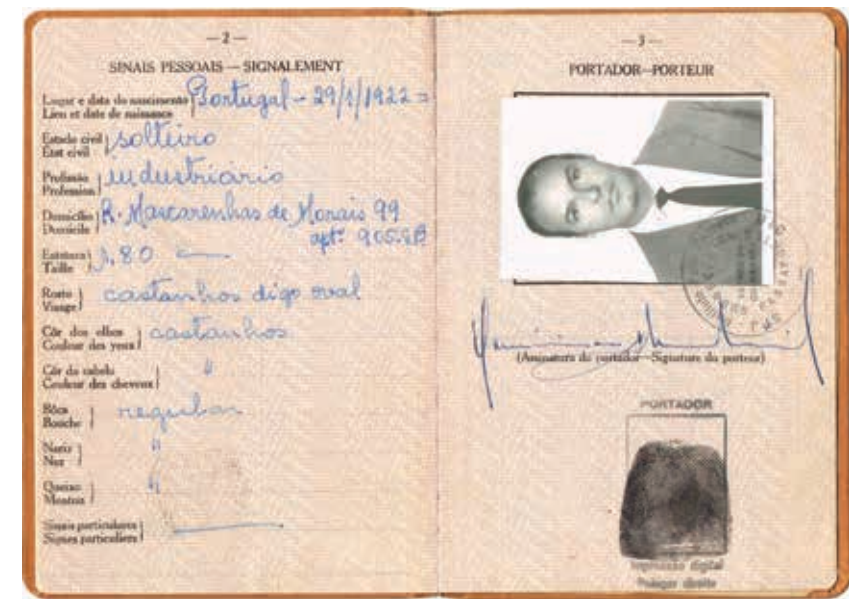 —2—
SINAIS PESSOAIS — SIGNALEMENT
Lugar e data do nascimento
Lieu et date de naissance
Portugal - 29/1/1922 =
Estado civil
État civil
solteiro
Profissão
Profession
industriário
Domicílio
Domicile
R. Mascarenhas de Morais 99
aptº 905.
Estatura
Taille
1.80
Rosto
Visage
castanhos digo oval
Côr dos olhos
Couleur des yeux
castanhos
Côr do cabelo
Couleur des cheveux
"
Bôca
Bouche
regular
Nariz
Nez
"
Queixo
Menton
"
Sinais particulares
Signes particuliers
—3—
PORTADOR—PORTEUR
(Assinatura do portador—Signature du porteur)
PORTADOR
Impressão digital
Polegar direito